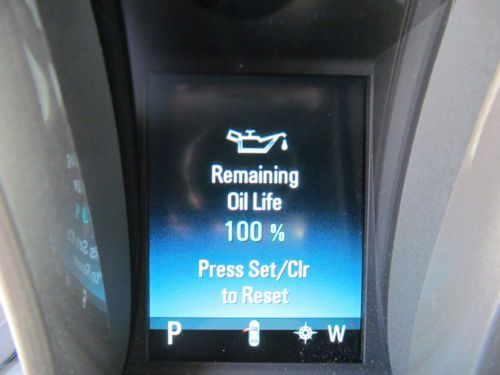 Remaining
Oil Life
100 %
Press Set/Clr
to Reset
P W